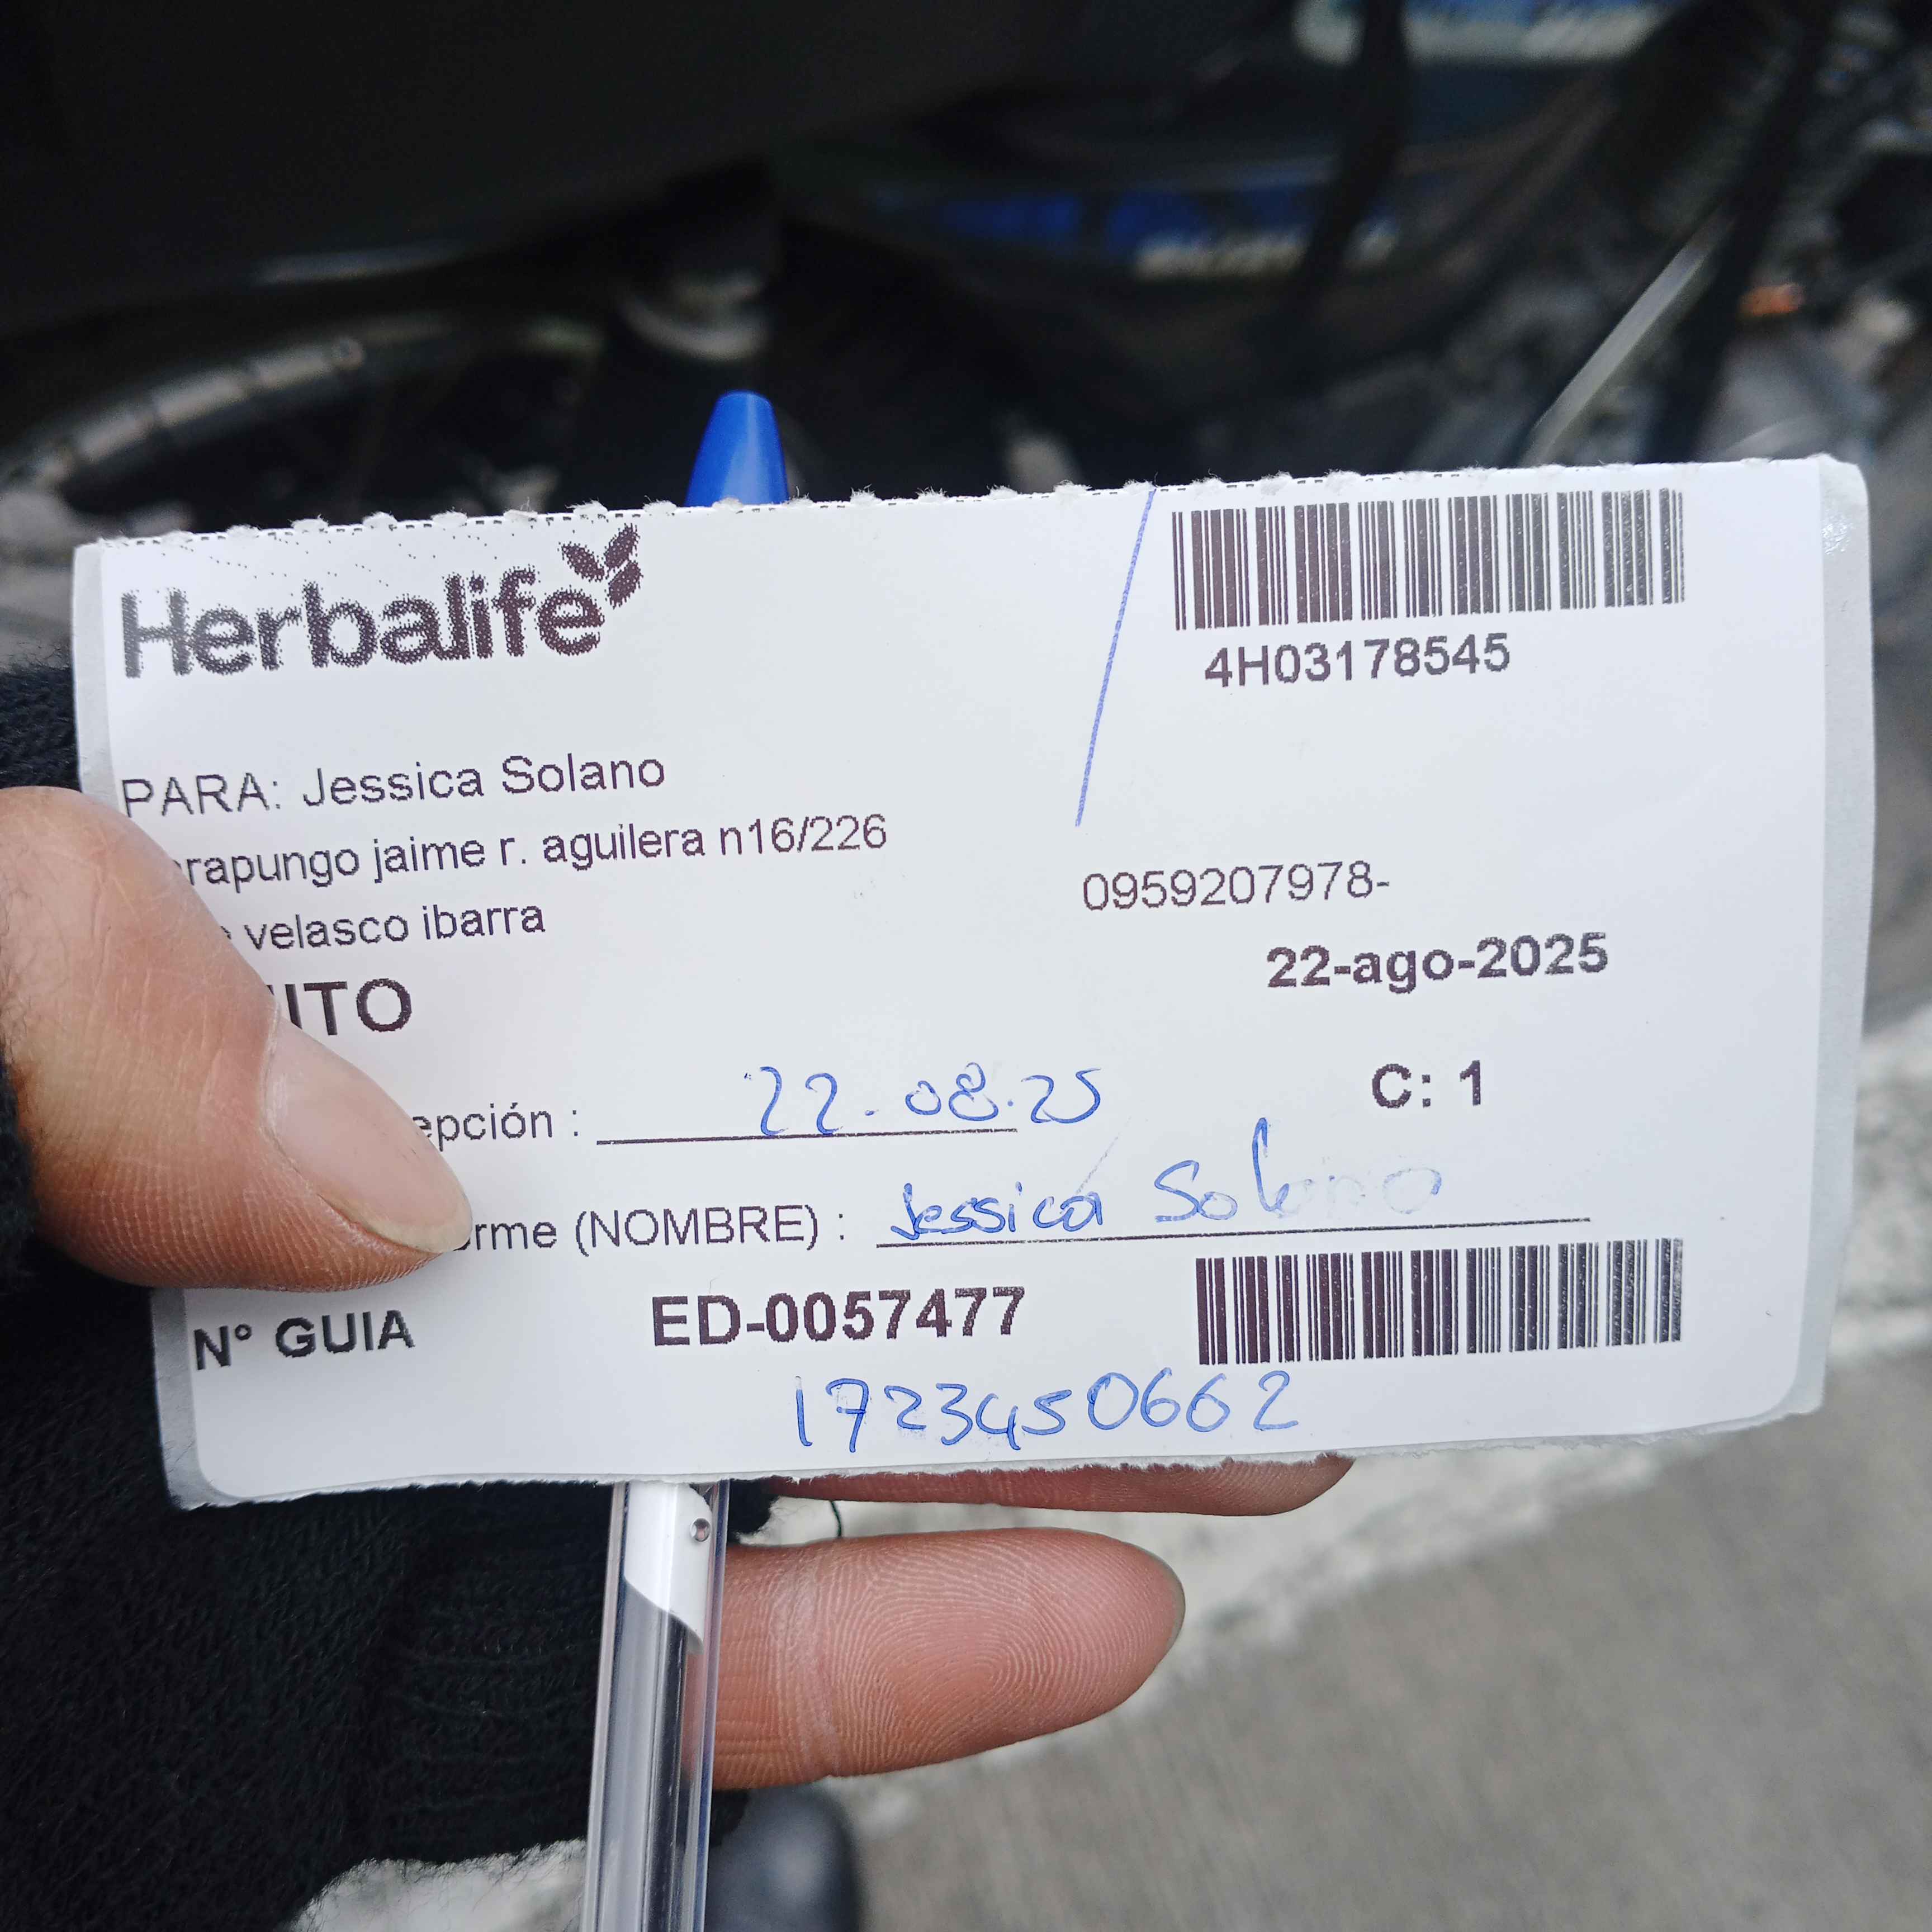 Herbalife
4H03178545
PARA: Jessica Solano
rapungo jaime r. aguilera n16/226
velasco ibarra
0959207978-
22-ago-2025
ITO
C: 1
epción : 22.08.25
rme (NOMBRE) : Jessica Solano
N° GUIA ED-0057477
1723450662